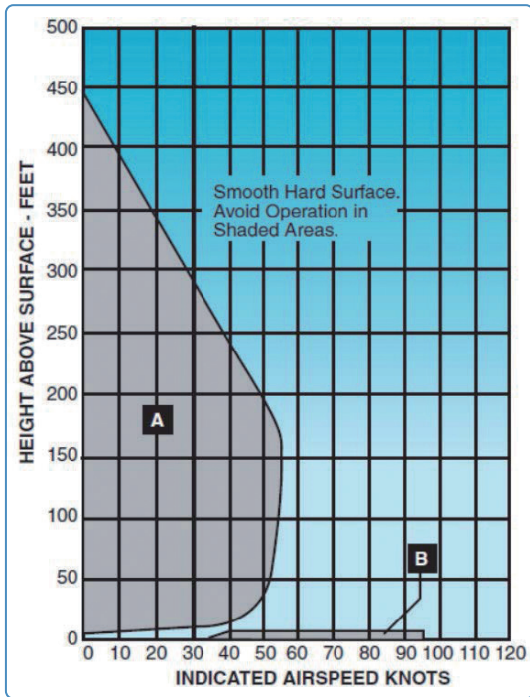 500
450
400
350
300
250
200
150
100
50
0
HEIGHT ABOVE SURFACE - FEET
Smooth Hard Surface.
Avoid Operation in
Shaded Areas.
A
B
0 10 20 30 40 50 60 70 80 90 100 110 120
INDICATED AIRSPEED KNOTS